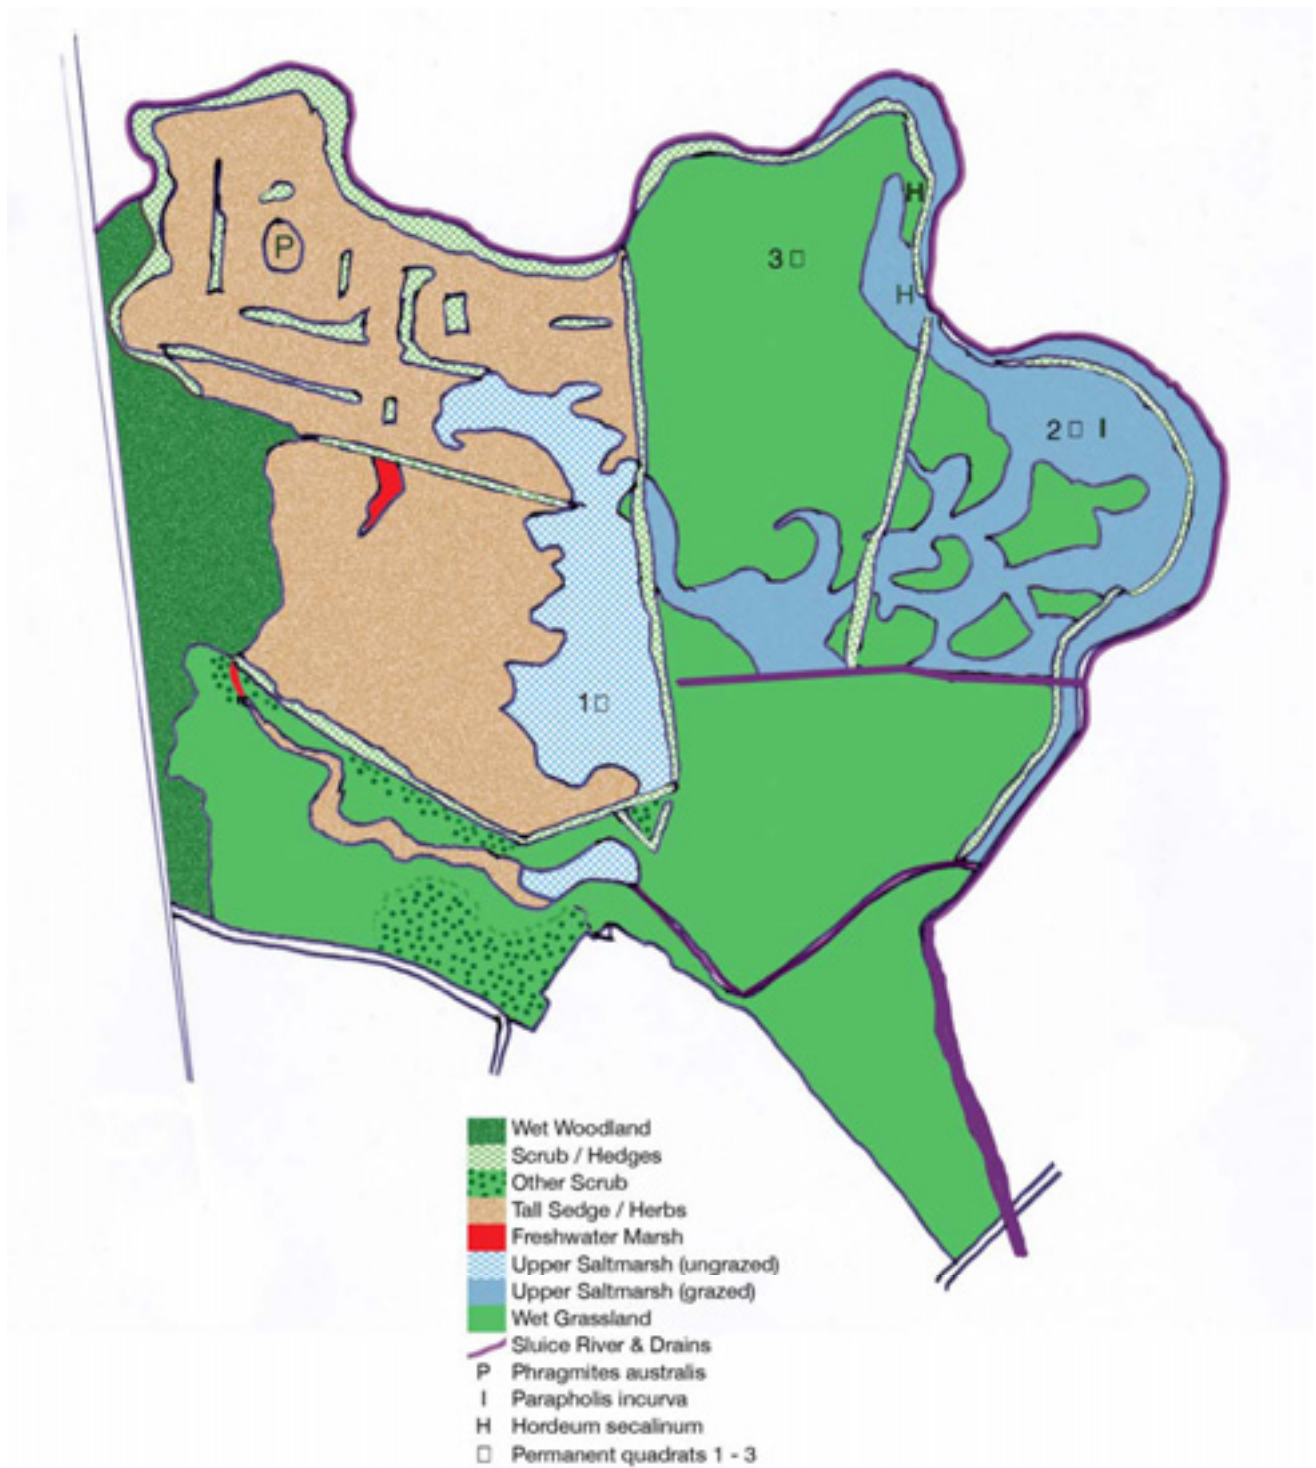 P
H
3
H
2 I
1
Wet Woodland
Scrub / Hedges
Other Scrub
Tall Sedge / Herbs
Freshwater Marsh
Upper Saltmarsh (ungrazed)
Upper Saltmarsh (grazed)
Wet Grassland
Sluice River & Drains
P Phragmites australis
I Parapholis incurva
H Hordeum secalinum
Permanent quadrats 1 - 3